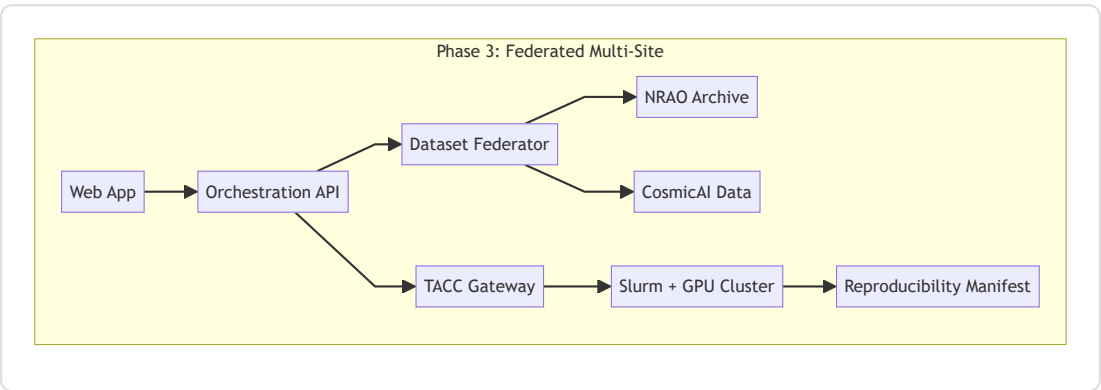 Phase 3: Federated Multi-Site
NRAO Archive
Dataset Federator
Web App
Orchestration API
CosmicAI Data
TACC Gateway
Slurm + GPU Cluster
Reproducibility Manifest